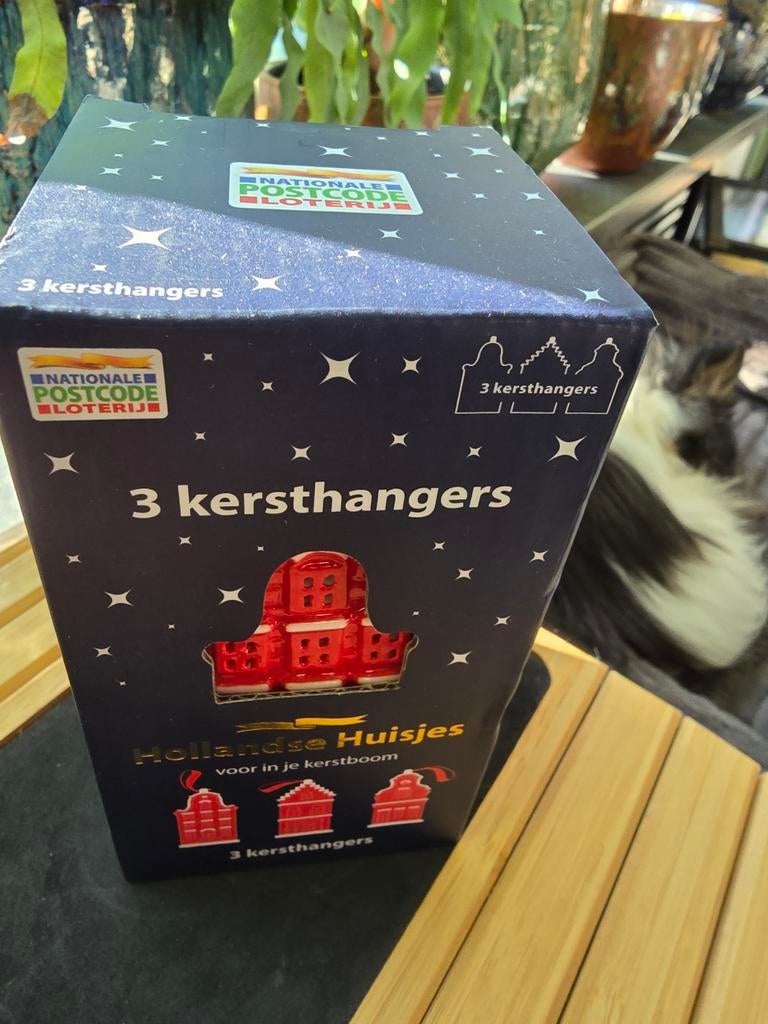 NATIONALE
POSTCODE
LOTERIJ
3 kersthangers
NATIONALE
POSTCODE
LOTERIJ
3 kersthangers
3 kersthangers
Hollandse Huisjes
voor in je kerstboom
3 kersthangers